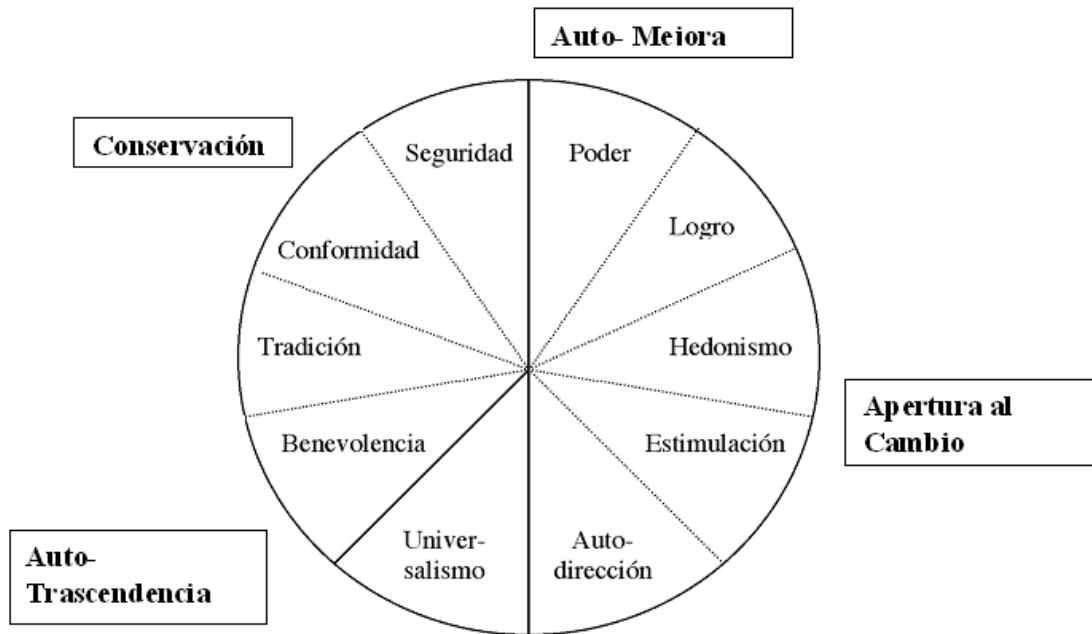 Auto- Meiora
Conservación
Seguridad
Poder
Logro
Conformidad
Tradición
Hedonismo
Apertura al
Cambio
Benevolencia
Estimulación
Auto-
Trascendencia
Univer-
salismo
Auto-
dirección